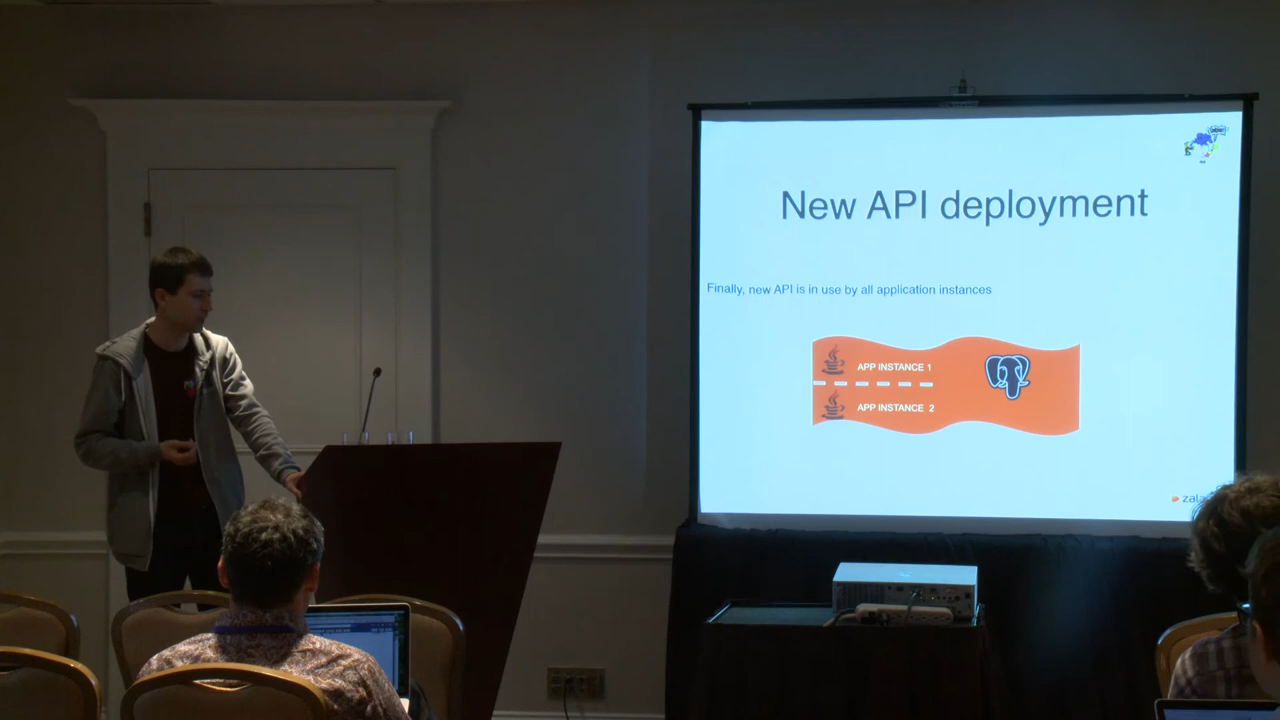 New API deployment
Finally, new API is in use by all application instances
APP INSTANCE 1
APP INSTANCE 2